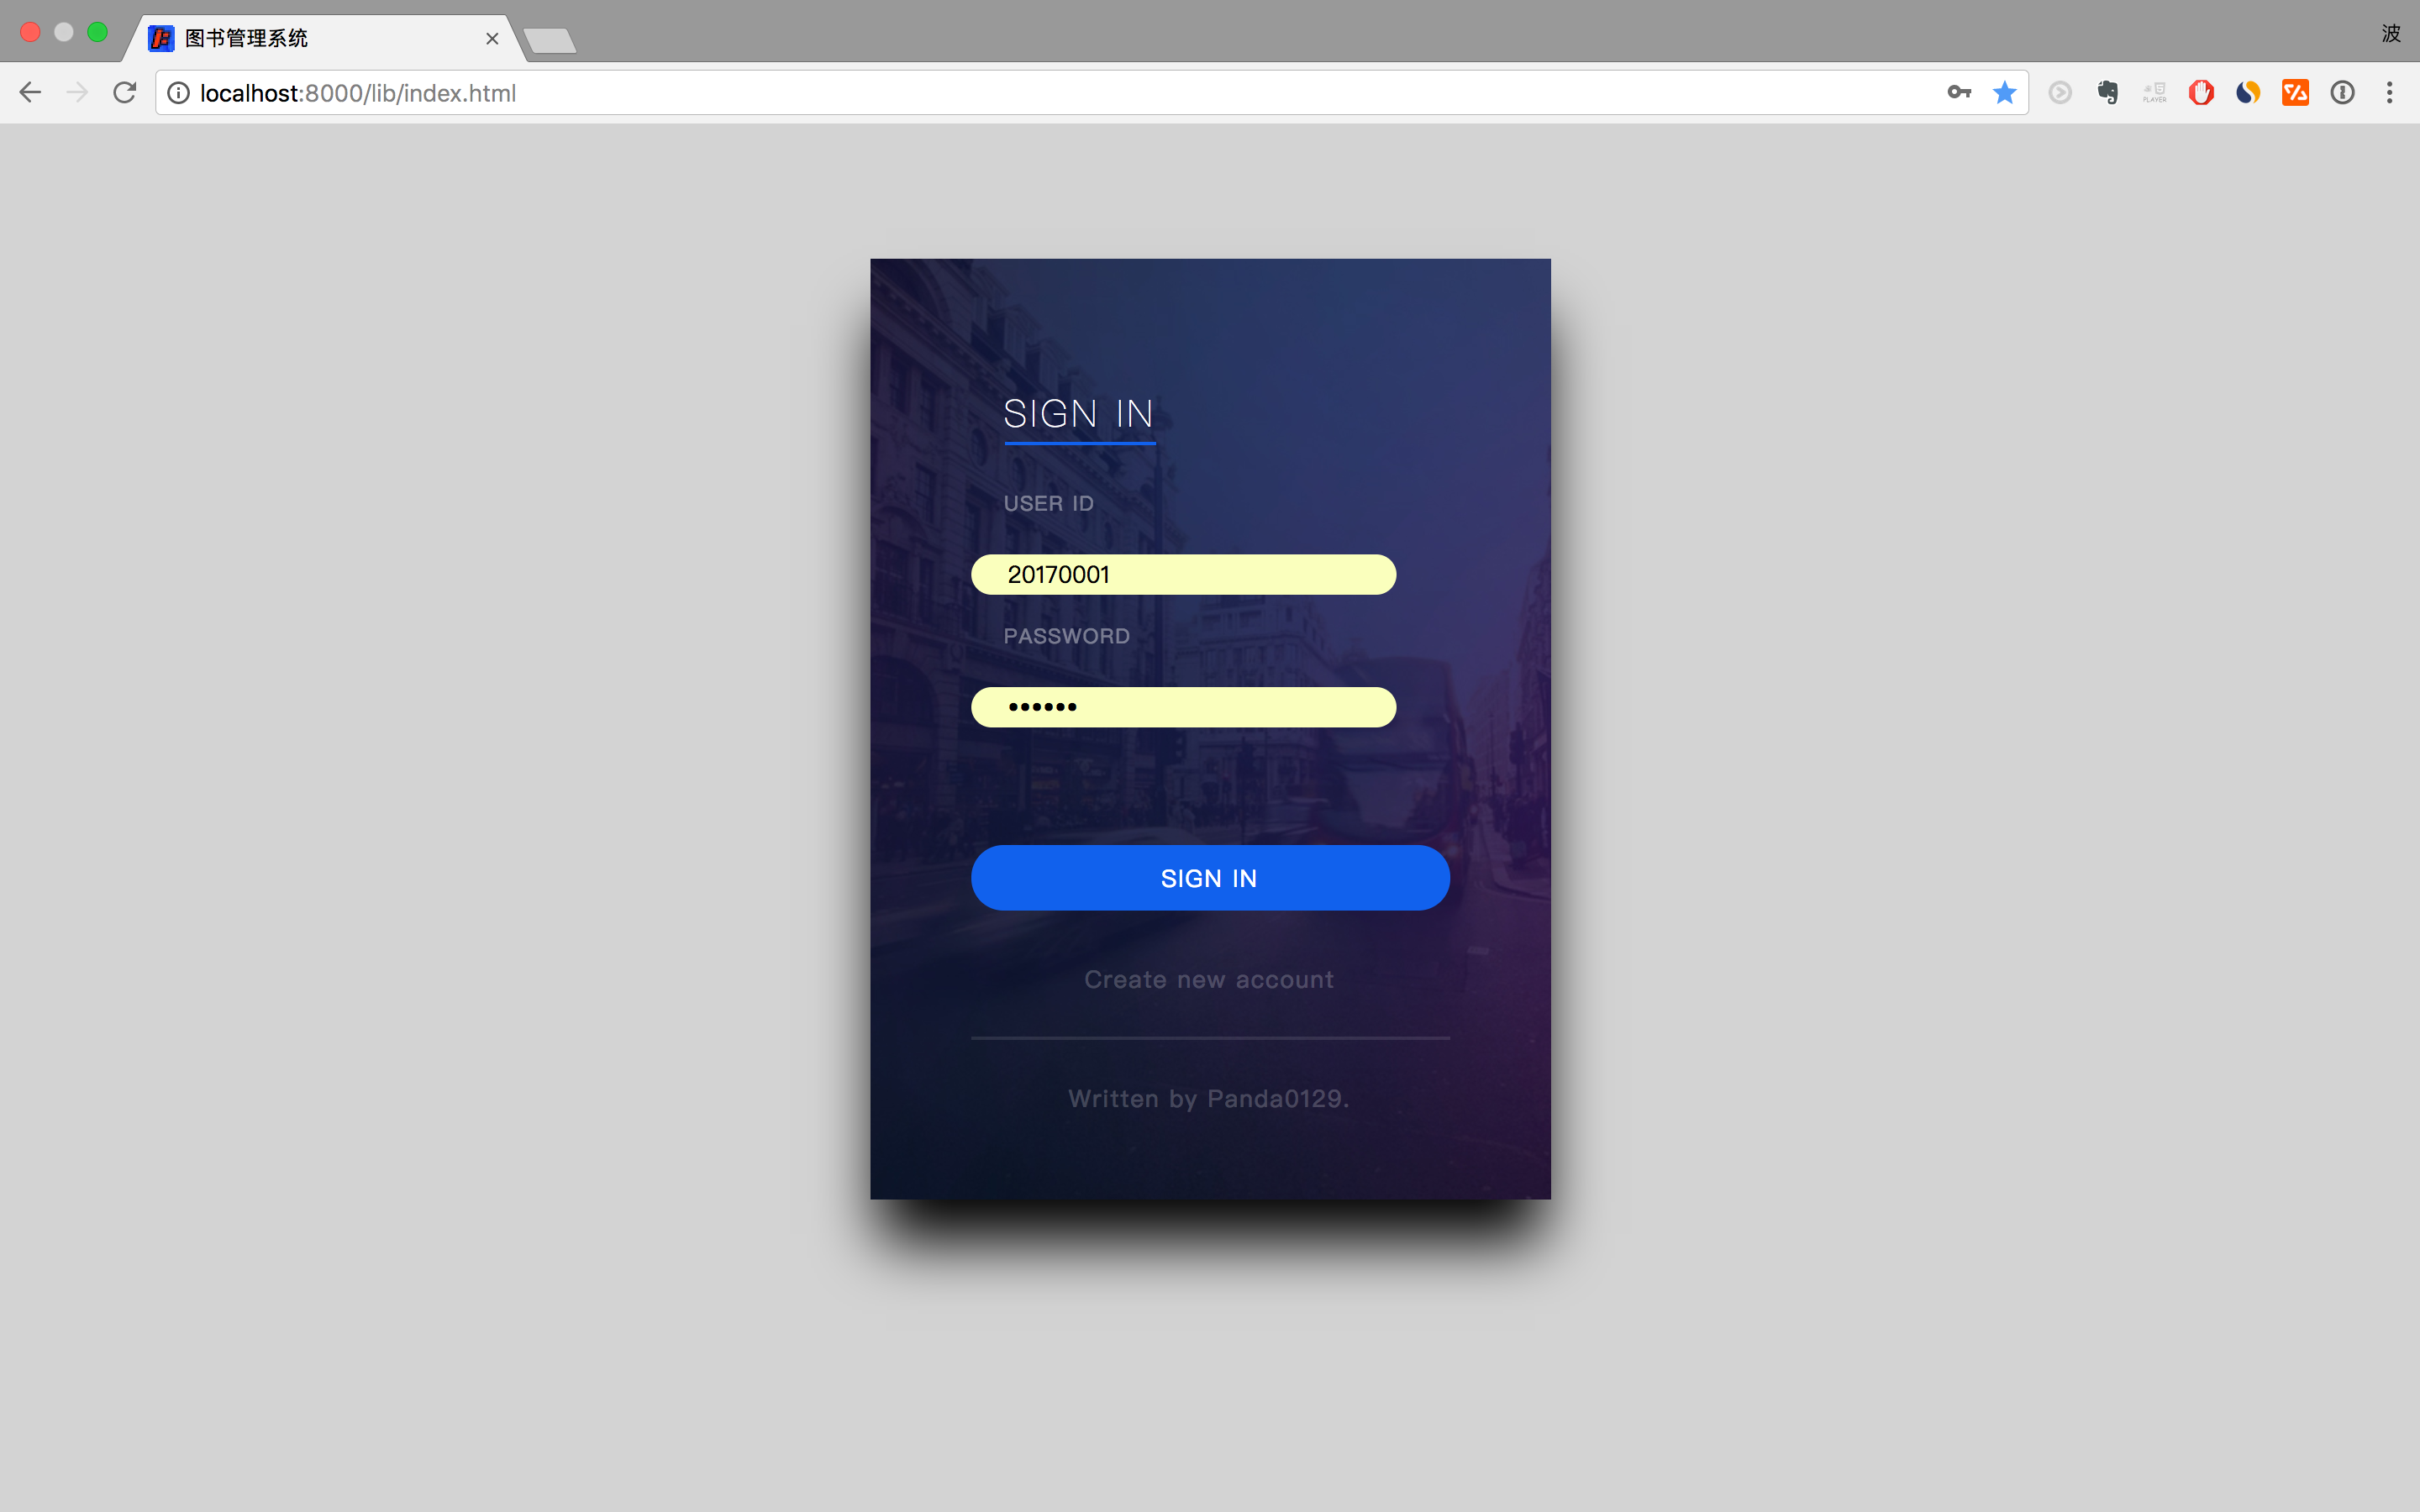 图书管理系统
波
localhost:8000/lib/index.html
PLAYER
SIGN IN
USER ID
20170001
PASSWORD
••••••
SIGN IN
Create new account
Written by Panda0129.